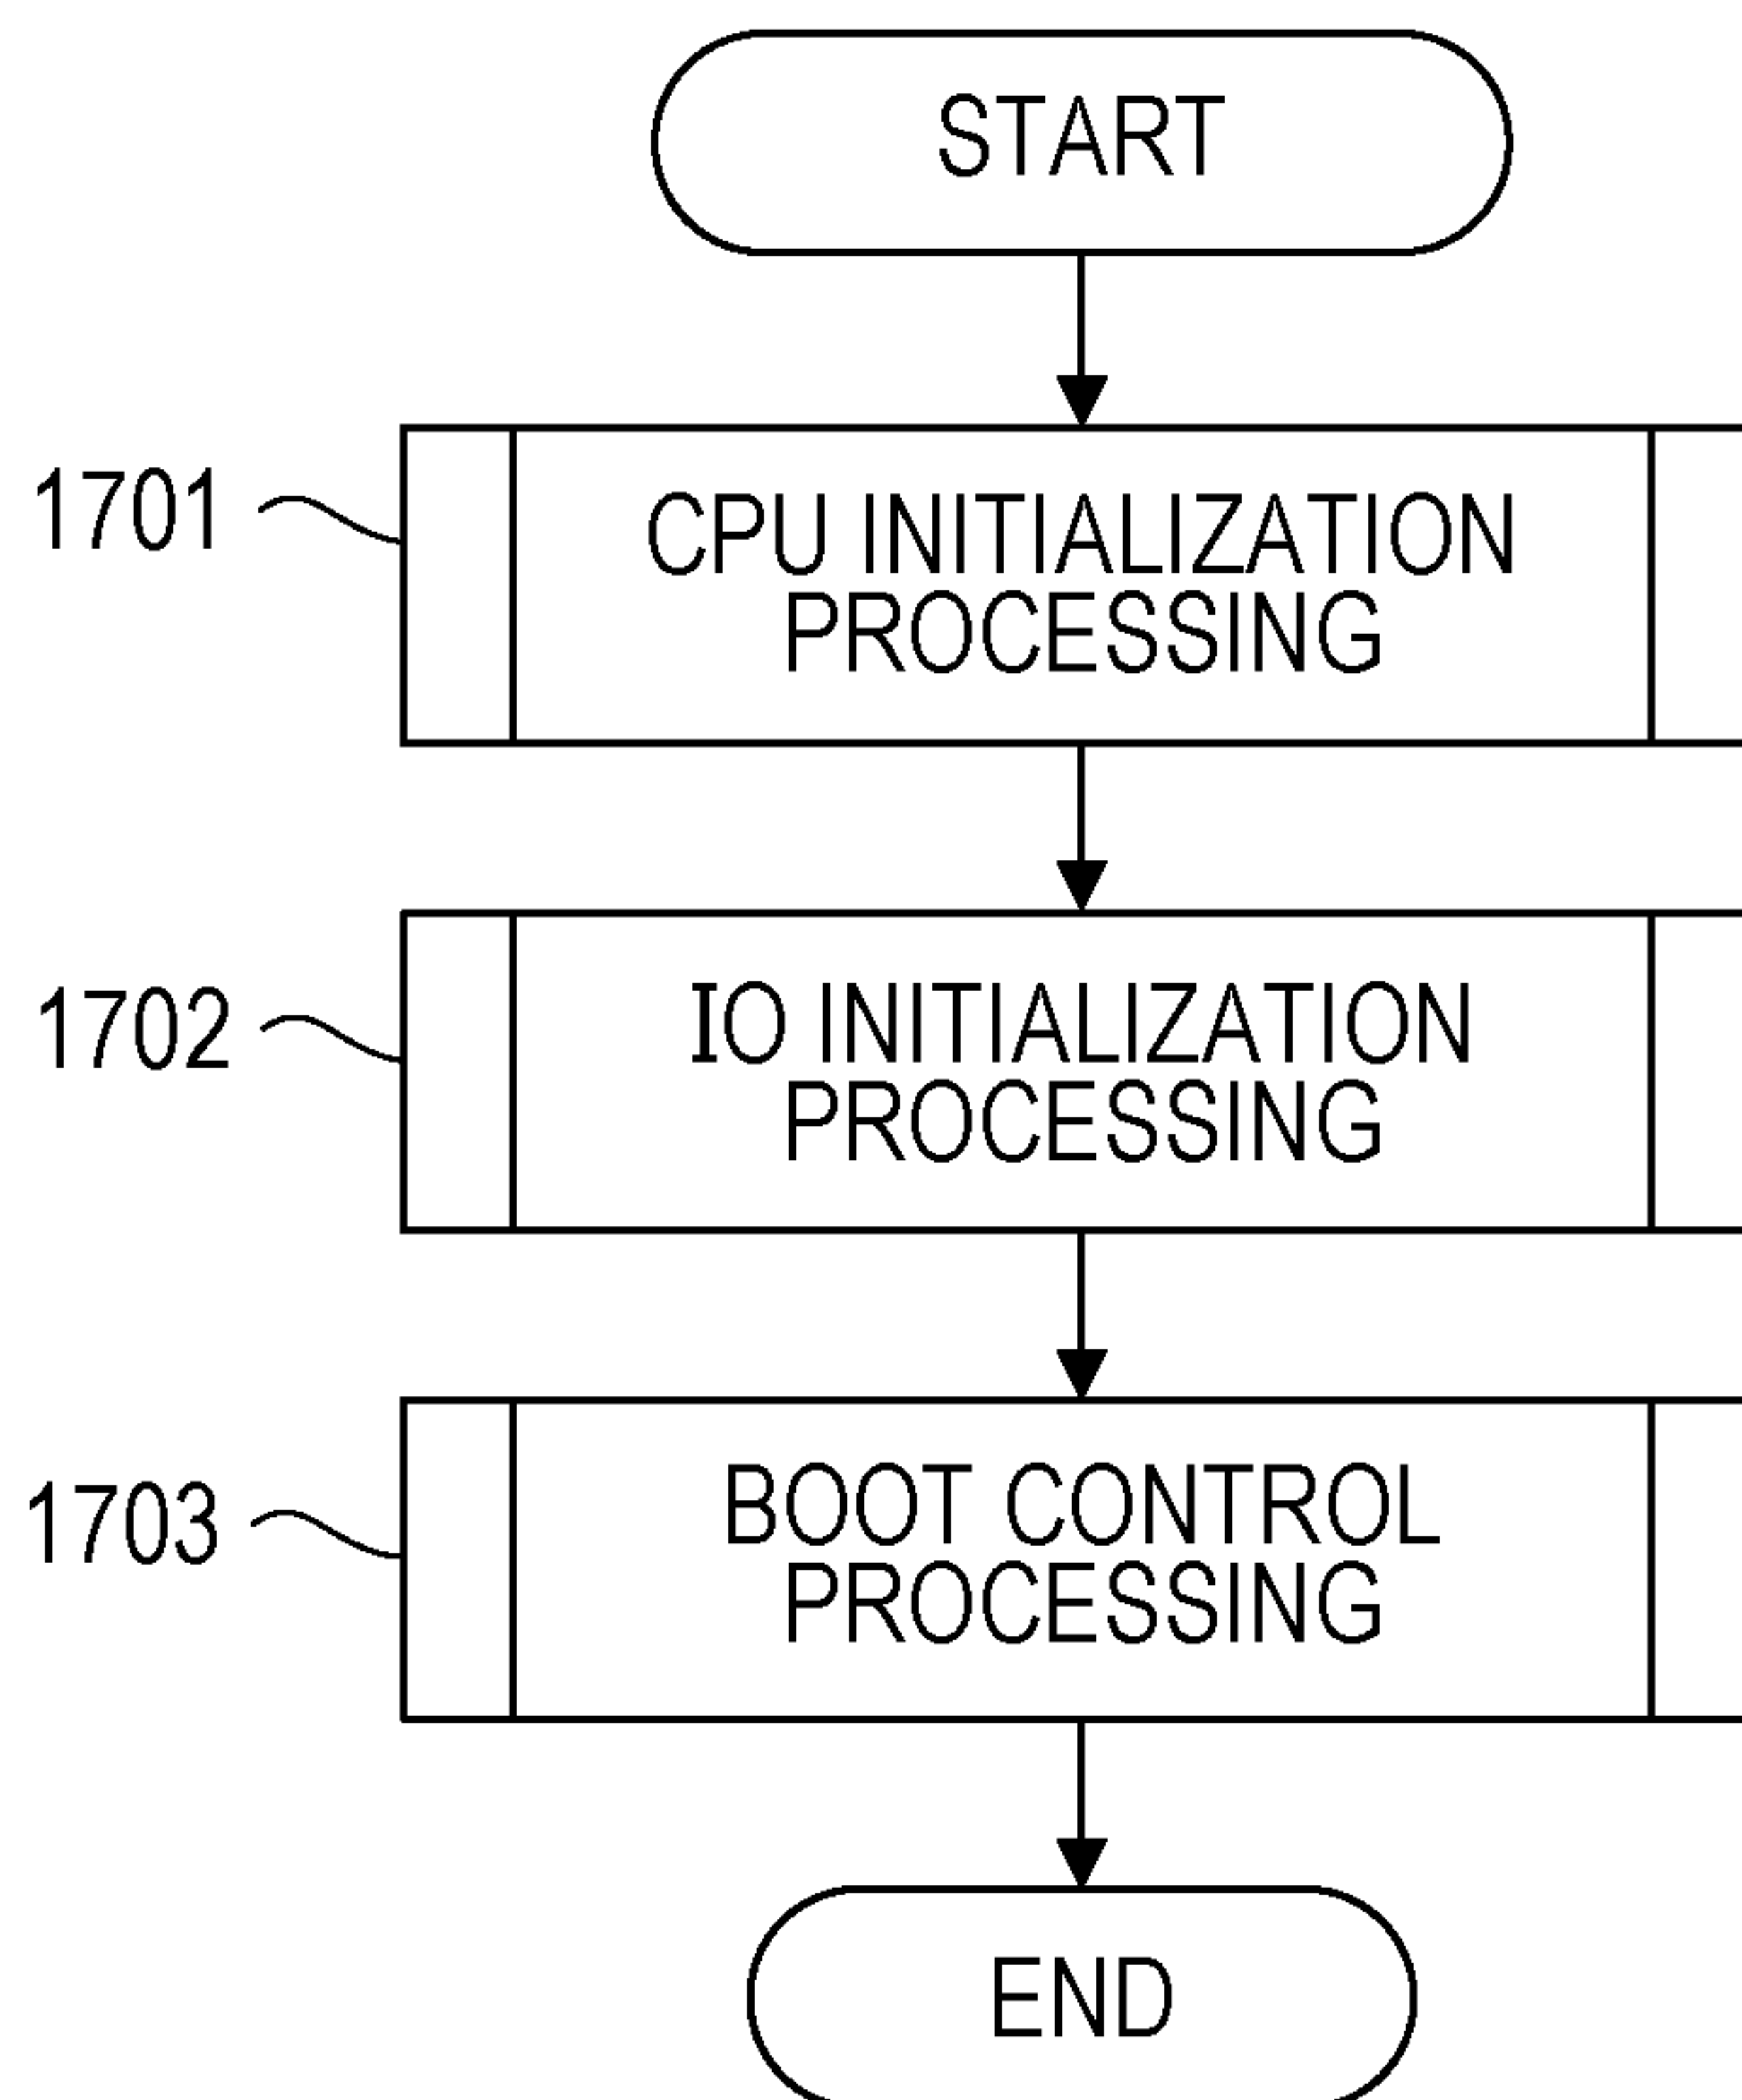 START
1701
CPU INITIALIZATION
PROCESSING
1702
IO INITIALIZATION
PROCESSING
1703
BOOT CONTROL
PROCESSING
END